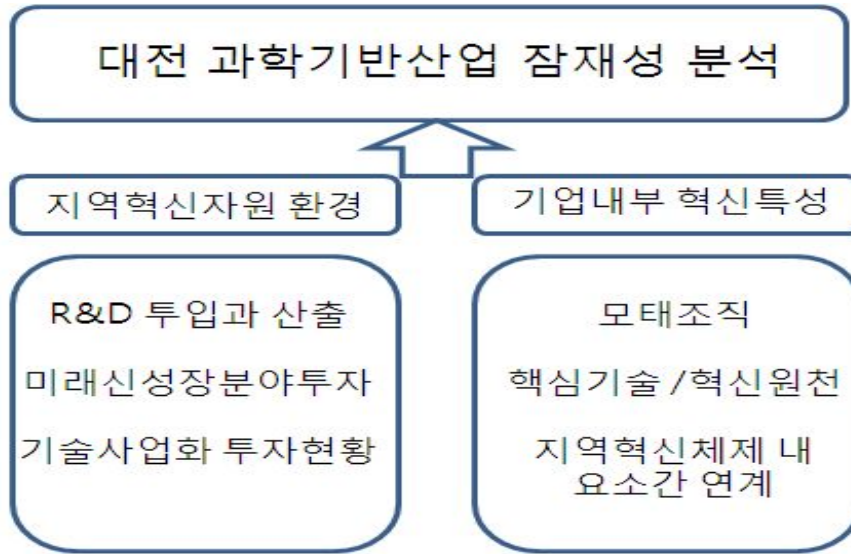 대전 과학기반산업 잠재성 분석
지역혁신자원 환경
기업내부 혁신특성
R&D 투입과 산출
미래신성장분야투자
기술사업화 투자현황
모태조직
핵심기술 /혁신원천
지역혁신체제 내
요소간 연계